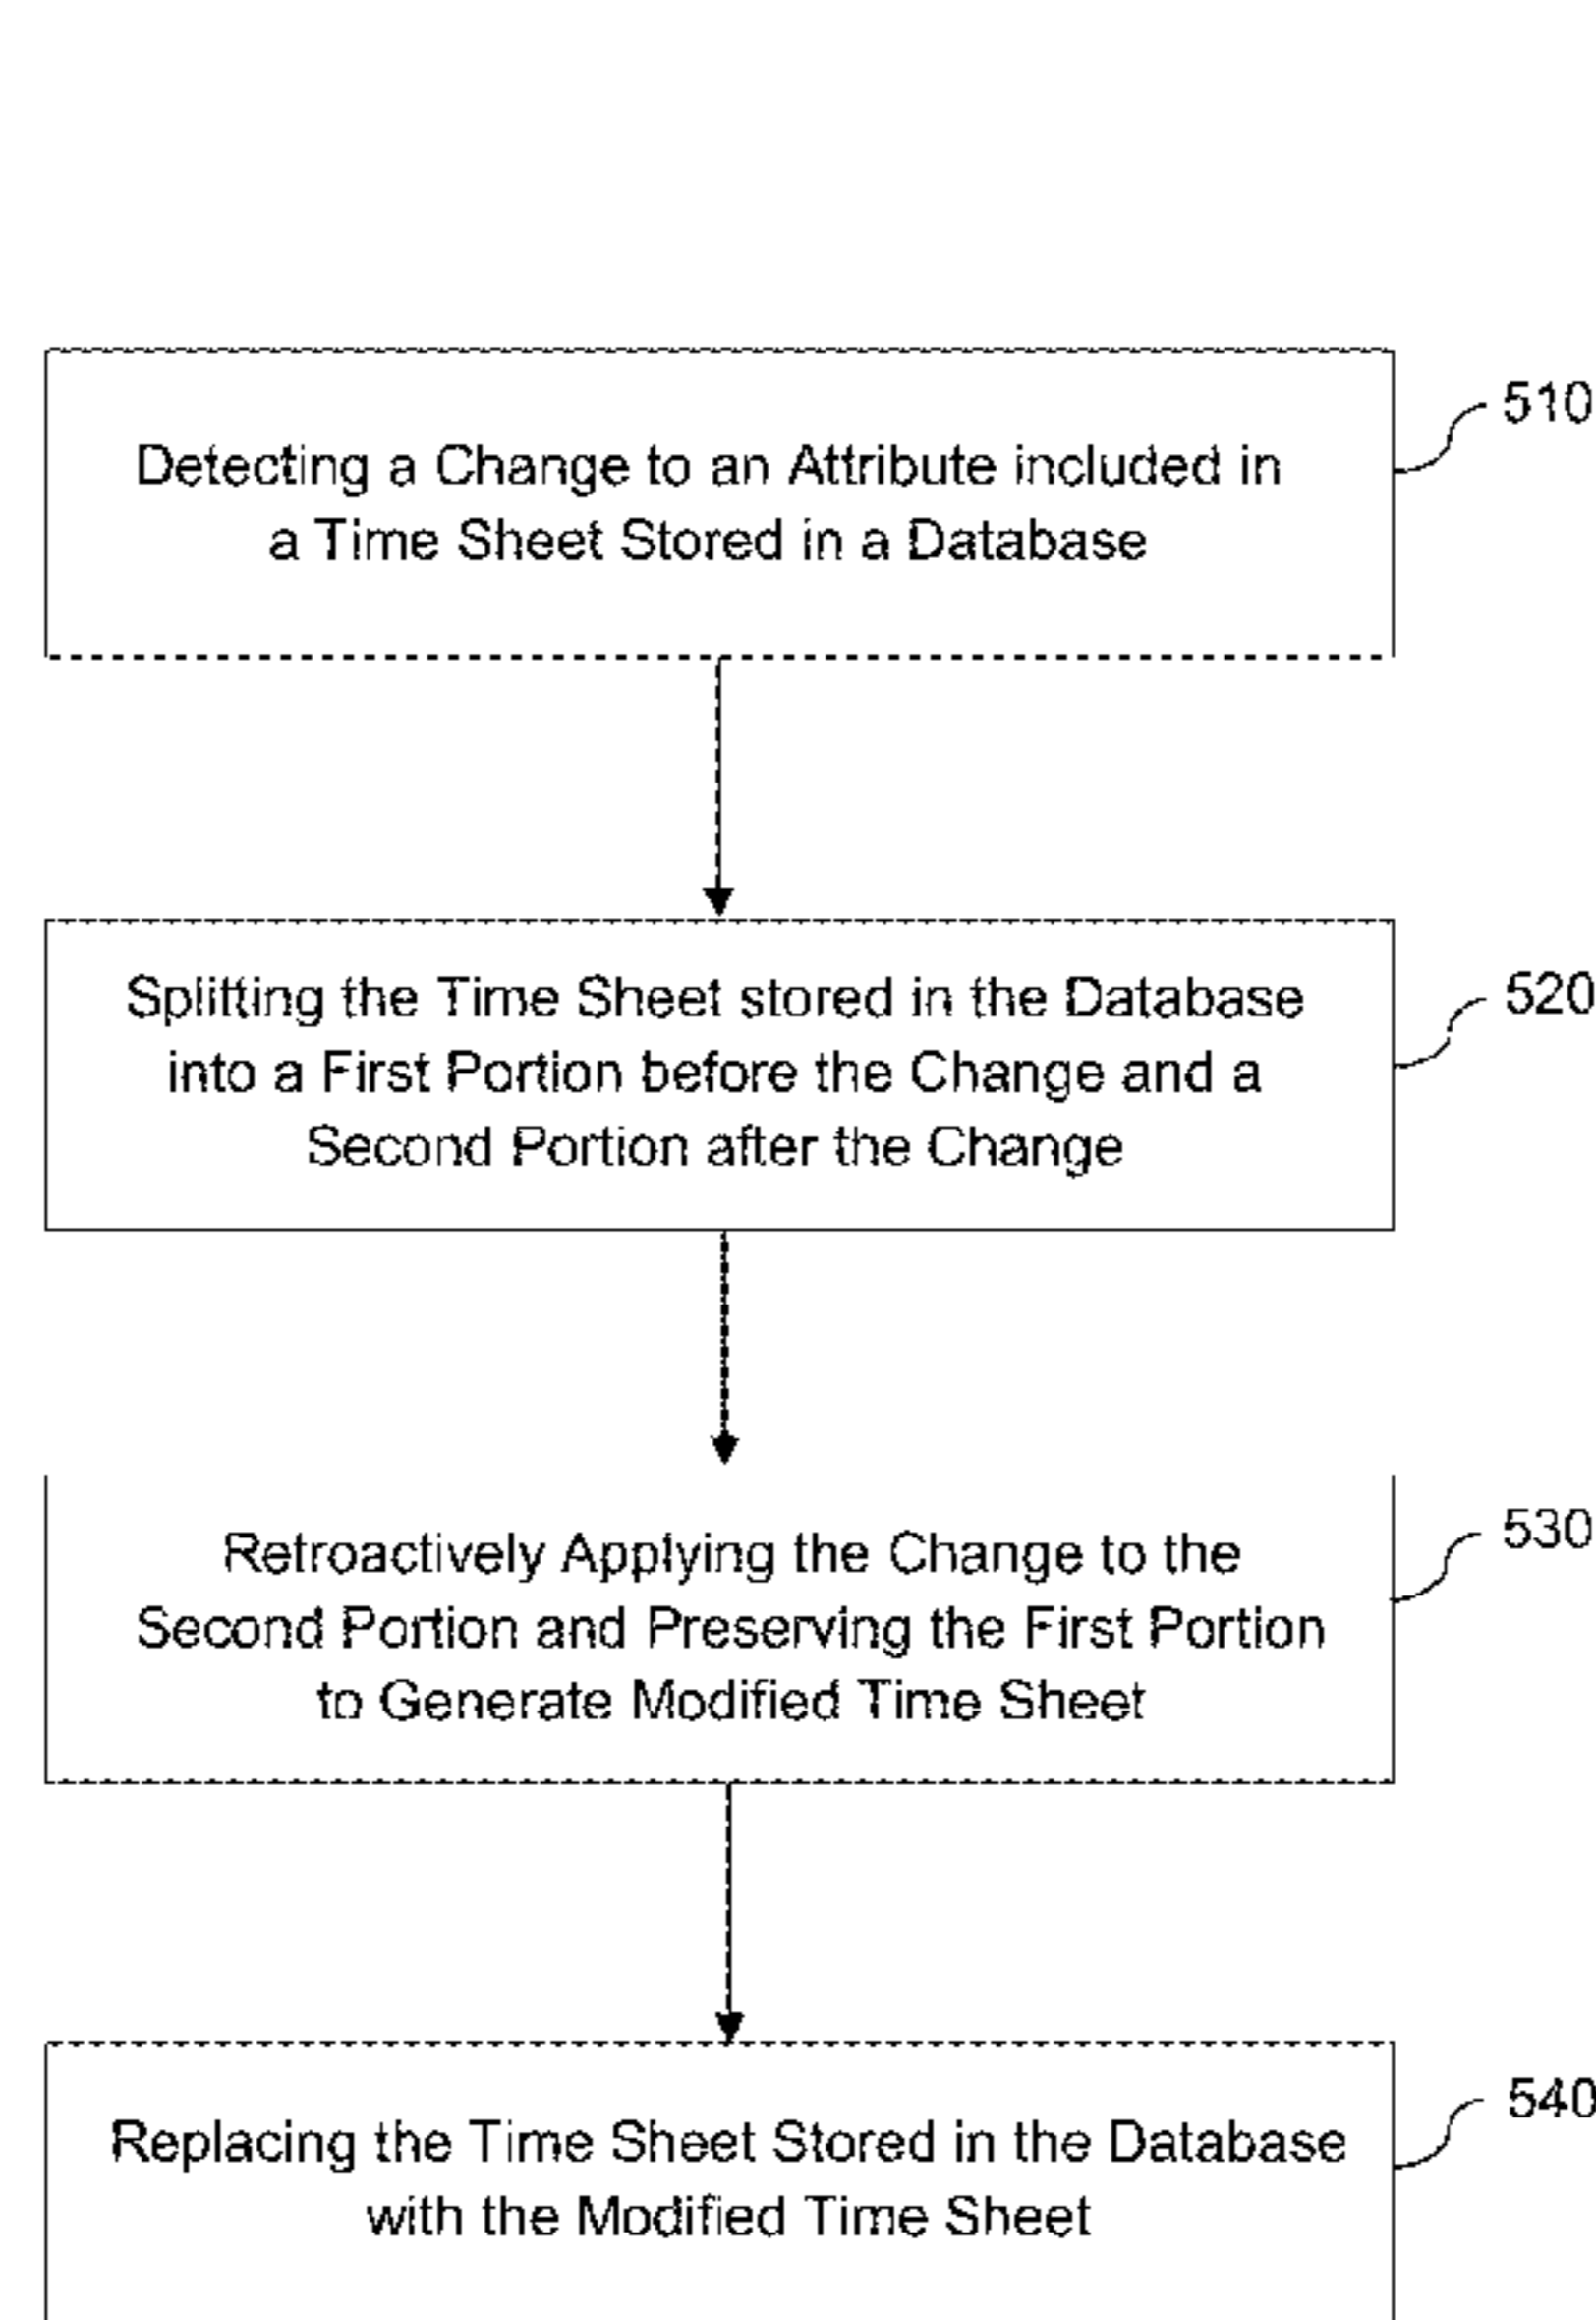 510
Detecting a Change to an Attribute included in
a Time Sheet Stored in a Database
520
Splitting the Time Sheet stored in the Database
into a First Portion before the Change and a
Second Portion after the Change
530
Retroactively Applying the Change to the
Second Portion and Preserving the First Portion
to Generate Modified Time Sheet
540
Replacing the Time Sheet Stored in the Database
with the Modified Time Sheet